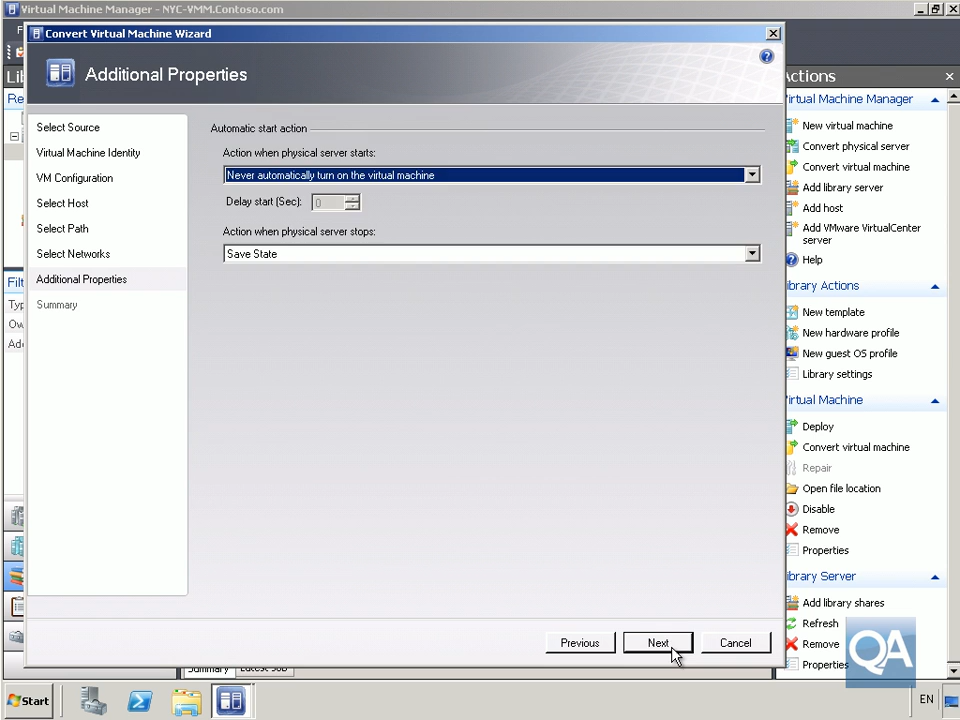 Virtual Machine Manager - NYC-VMM.Contoso.com
Convert Virtual Machine Wizard
Additional Properties
Select Source
Virtual Machine Identity
VM Configuration
Select Host
Select Path
Select Networks
Additional Properties
Summary
Automatic start action
Action when physical server starts:
Never automatically turn on the virtual machine
Delay start (Sec): 0
Action when physical server stops:
Save State
Previous
Next
Cancel
Actions
irtual Machine Manager
New virtual machine
Convert physical server
Convert virtual machine
Add library server
Add host
Add VMware VirtualCenter
server
Help
ibrary Actions
New template
New hardware profile
New guest OS profile
Library settings
irtual Machine
Deploy
Convert virtual machine
Repair
Open file location
Disable
Remove
Properties
ibrary Server
Add library shares
Refresh
Remove
Properties
QA
Start
EN